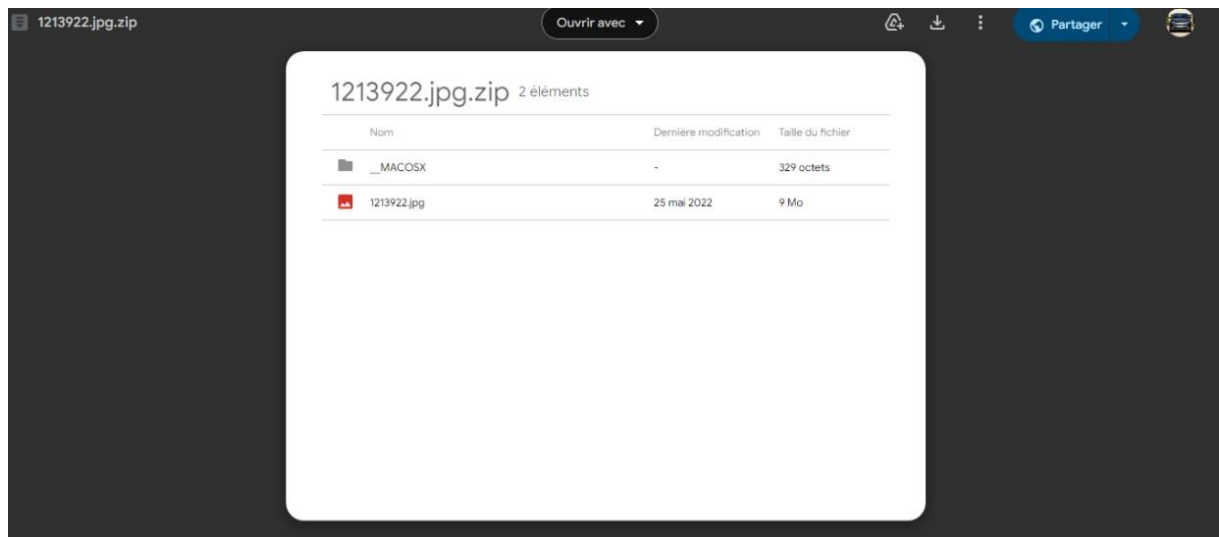 1213922.jpg.zip Ouvrir avec Partager
1213922.jpg.zip 2 éléments
Nom Dernière modification Taille du fichier
__MACOSX - 329 octets
1213922.jpg 25 mai 2022 9 Mo